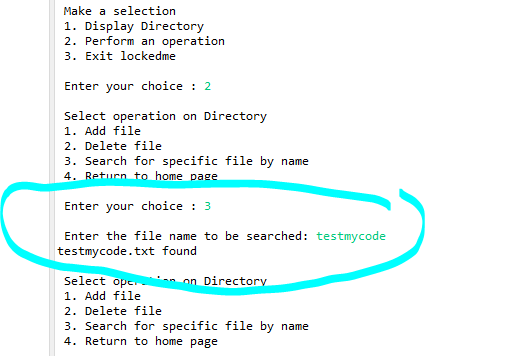 Make a selection
1. Display Directory
2. Perform an operation
3. Exit lockedme
Enter your choice : 2
Select operation on Directory
1. Add file
2. Delete file
3. Search for specific file by name
4. Return to home page
Enter your choice : 3
Enter the file name to be searched: testmycode
testmycode.txt found
Select operation on Directory
1. Add file
2. Delete file
3. Search for specific file by name
4. Return to home page